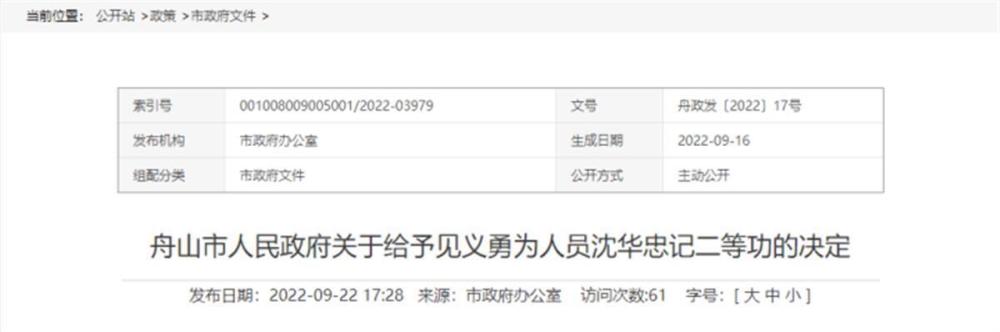 当前位置： 公开站 >政策 >市政府文件 >
索引号 001008009005001/2022-03979 文号 舟政发〔2022〕17号
发布机构 市政府办公室 生成日期 2022-09-16
组配分类 市政府文件 公开方式 主动公开
舟山市人民政府关于给予见义勇为人员沈华忠记二等功的决定
发布日期：2022-09-22 17:28 来源：市政府办公室 访问次数:61 字号：[ 大 中 小 ]